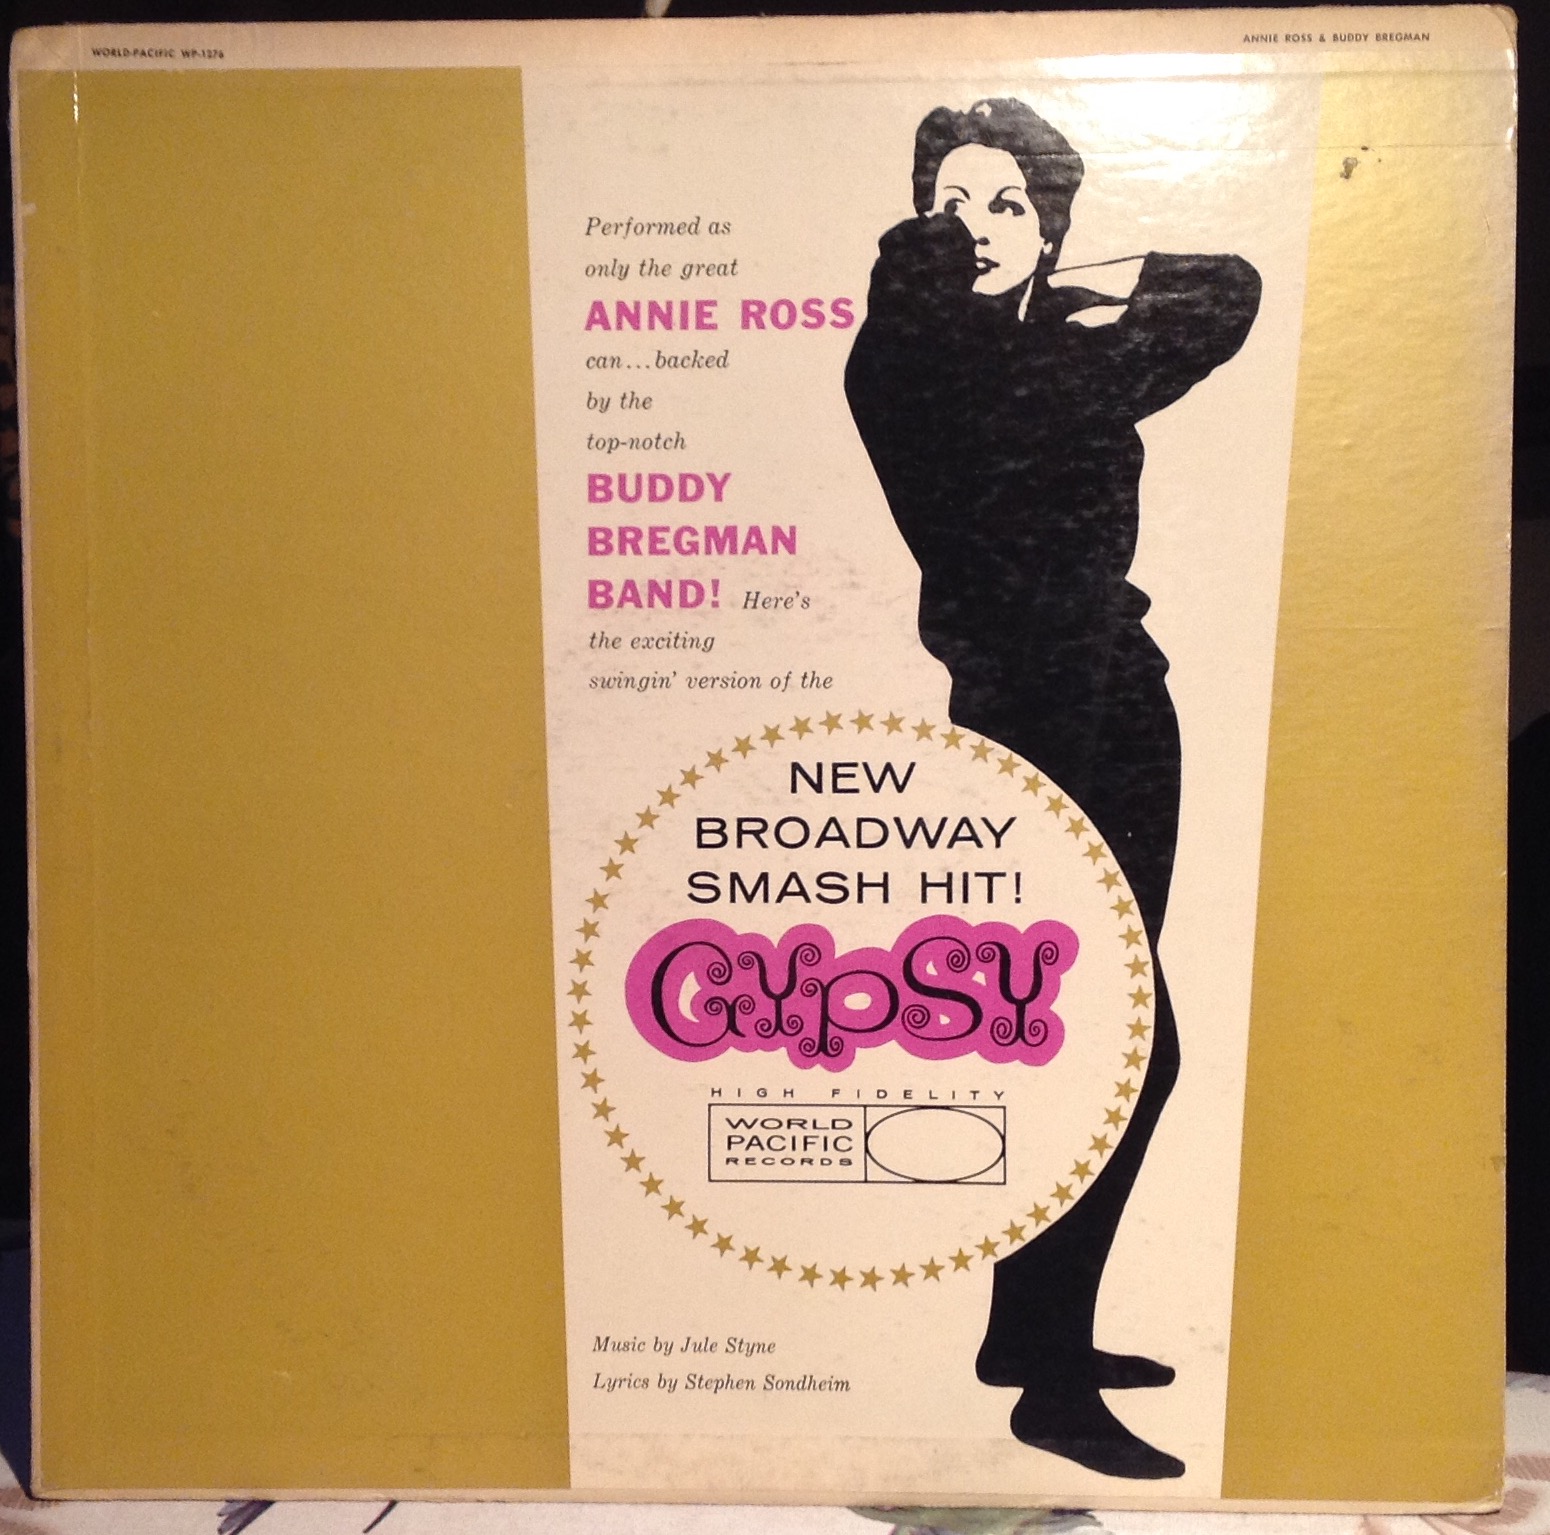 WORLD-PACIFIC WP-1276
ANNIE ROSS & BUDDY BREGMAN
Performed as
only the great
ANNIE ROSS
can...backed
by the
top-notch
BUDDY
BREGMAN
BAND! Here's
the exciting
swingin' version of the
NEW
BROADWAY
SMASH HIT!
GYPSY
HIGH FIDELITY
WORLD
PACIFIC
RECORDS
Music by Jule Styne
Lyrics by Stephen Sondheim